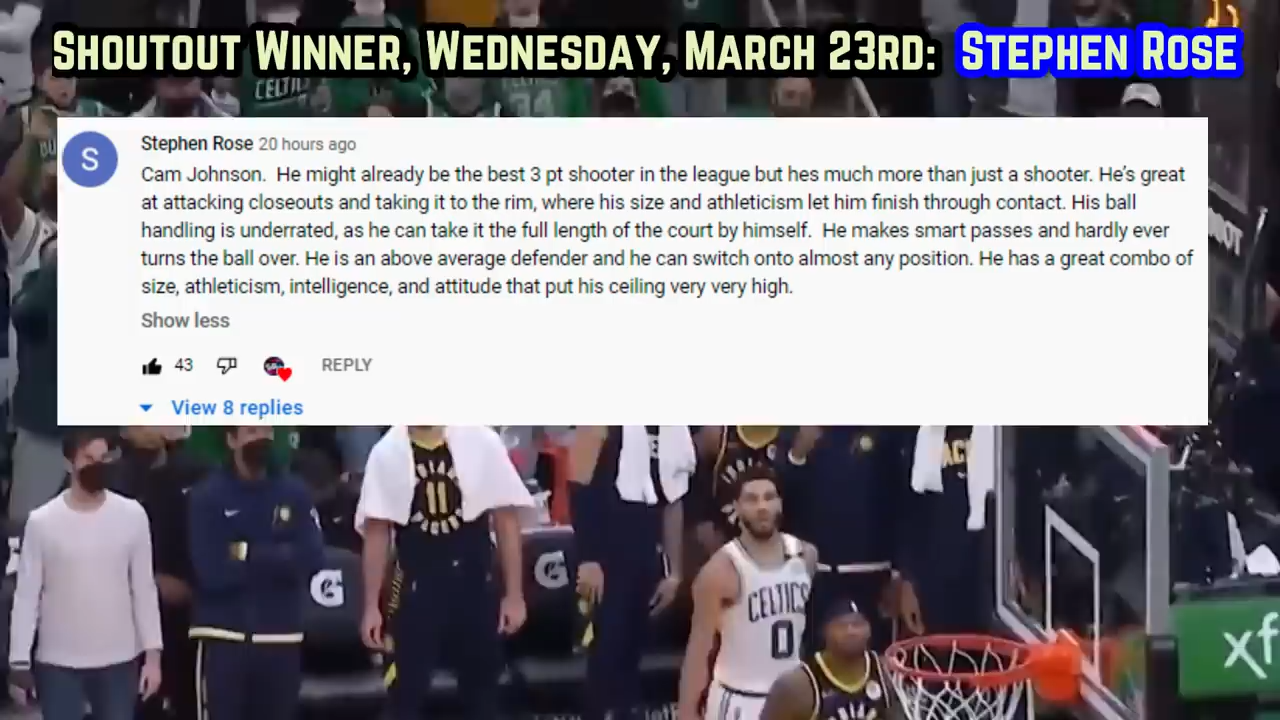 Shoutout Winner, Wednesday, March 23rd: Stephen Rose
CELTICS
S
Stephen Rose 20 hours ago
Cam Johnson. He might already be the best 3 pt shooter in the league but hes much more than just a shooter. He's great
at attacking closeouts and taking it to the rim, where his size and athleticism let him finish through contact. His ball
handling is underrated, as he can take it the full length of the court by himself. He makes smart passes and hardly ever
turns the ball over. He is an above average defender and he can switch onto almost any position. He has a great combo of
size, athleticism, intelligence, and attitude that put his ceiling very very high.
Show less
43
REPLY
View 8 replies
11
G
G
CELTICS
0
xf